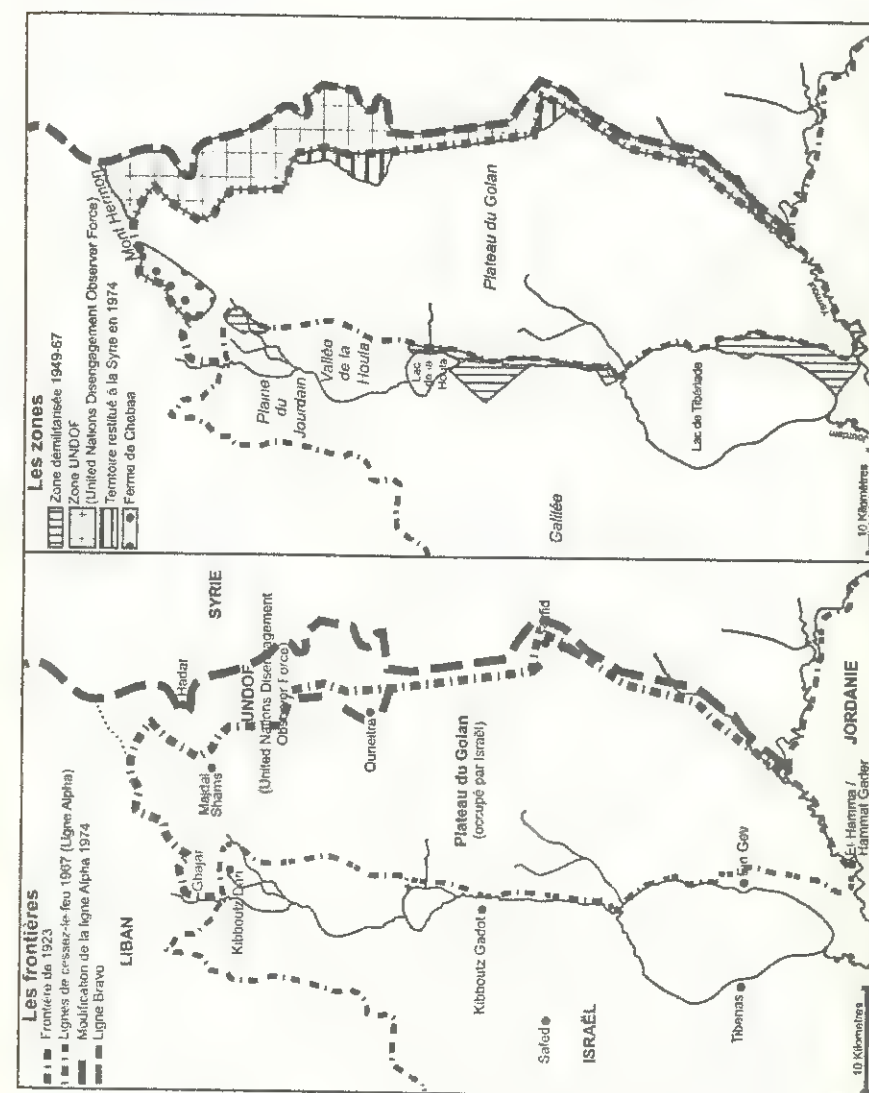 Les zones
Zone démilitarisée 1949-67
Zone UNDOF
(United Nations Disengagement Observer Force)
Territoire restitué à la Syrie en 1974
Ferme de Chebaa
Mont Hermon
Plaine
du
Jourdain
Vallée
de la
Houla
Lac
de la
Houla
Plateau du Golan
Galilée
Lac de Tibériade
Jourdain
Yarmouk
10 Kilomètres
Les frontières
Frontière de 1923
Lignes de cessez-le-feu 1967 (Ligne Alpha)
Modification de la ligne Alpha 1974
Ligne Bravo
LIBAN
SYRIE
Ghajar
Kibboutz Dan
Majdal
Shams
Hadar
UNDOF
(United Nations Disengagement
Observer Force)
Quneitra
Plateau du Golan
(occupé par Israël)
Kibboutz Gadot
Safed
ISRAËL
Tiberias
Ein Gev
El Hamma /
Hammat Gader
JORDANIE
10 Kilometres